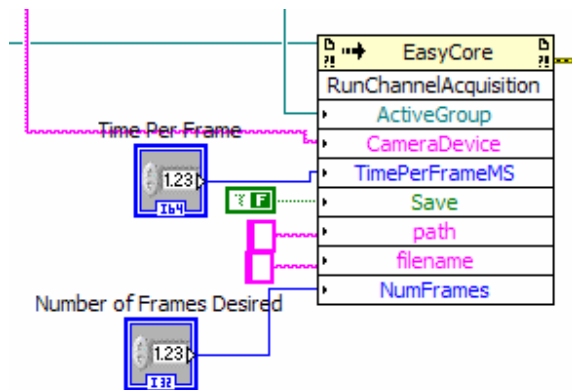 EasyCore
RunChannelAcquisition
ActiveGroup
Time Per Frame
CameraDevice
1.23
I64
TimePerFrameMS
F
Save
path
filename
Number of Frames Desired
NumFrames
1.23
I32